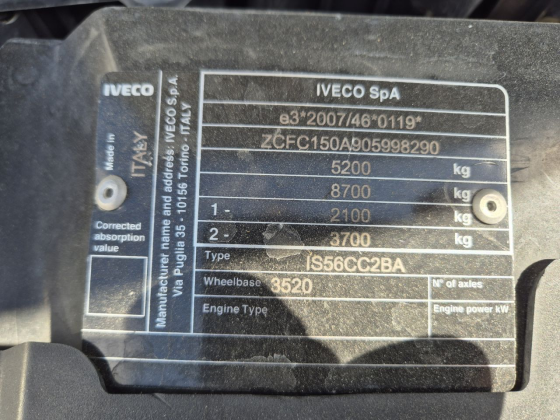 IVECO
Made in
ITALY
Corrected
absorption
value
Manufacturer name and address: IVECO S.p.A.
Via Puglia 35 - 10156 Torino - ITALY
IVECO SpA
e3*2007/46*0119*
ZCFC150A905998290
5200 kg
8700 kg
1 - 2100 kg
2 - 3700 kg
Type IS56CC2BA
Wheelbase 3520 N° of axles
Engine Type Engine power kW